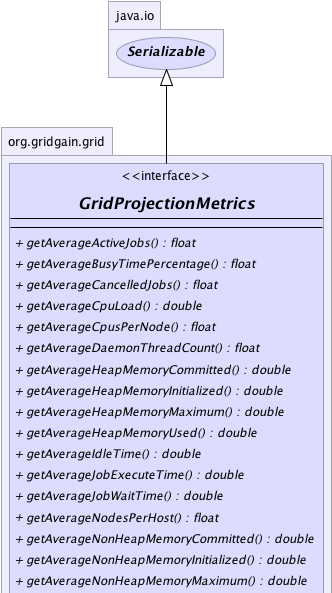 java.io
Serializable
org.gridgain.grid
<<interface>>
GridProjectionMetrics
+ getAverageActiveJobs() : float
+ getAverageBusyTimePercentage() : float
+ getAverageCancelledJobs() : float
+ getAverageCpuLoad() : double
+ getAverageCpusPerNode() : float
+ getAverageDaemonThreadCount() : float
+ getAverageHeapMemoryCommitted() : double
+ getAverageHeapMemoryInitialized() : double
+ getAverageHeapMemoryMaximum() : double
+ getAverageHeapMemoryUsed() : double
+ getAverageIdleTime() : double
+ getAverageJobExecuteTime() : double
+ getAverageJobWaitTime() : double
+ getAverageNodesPerHost() : float
+ getAverageNonHeapMemoryCommitted() : double
+ getAverageNonHeapMemoryInitialized() : double
+ getAverageNonHeapMemoryMaximum() : double